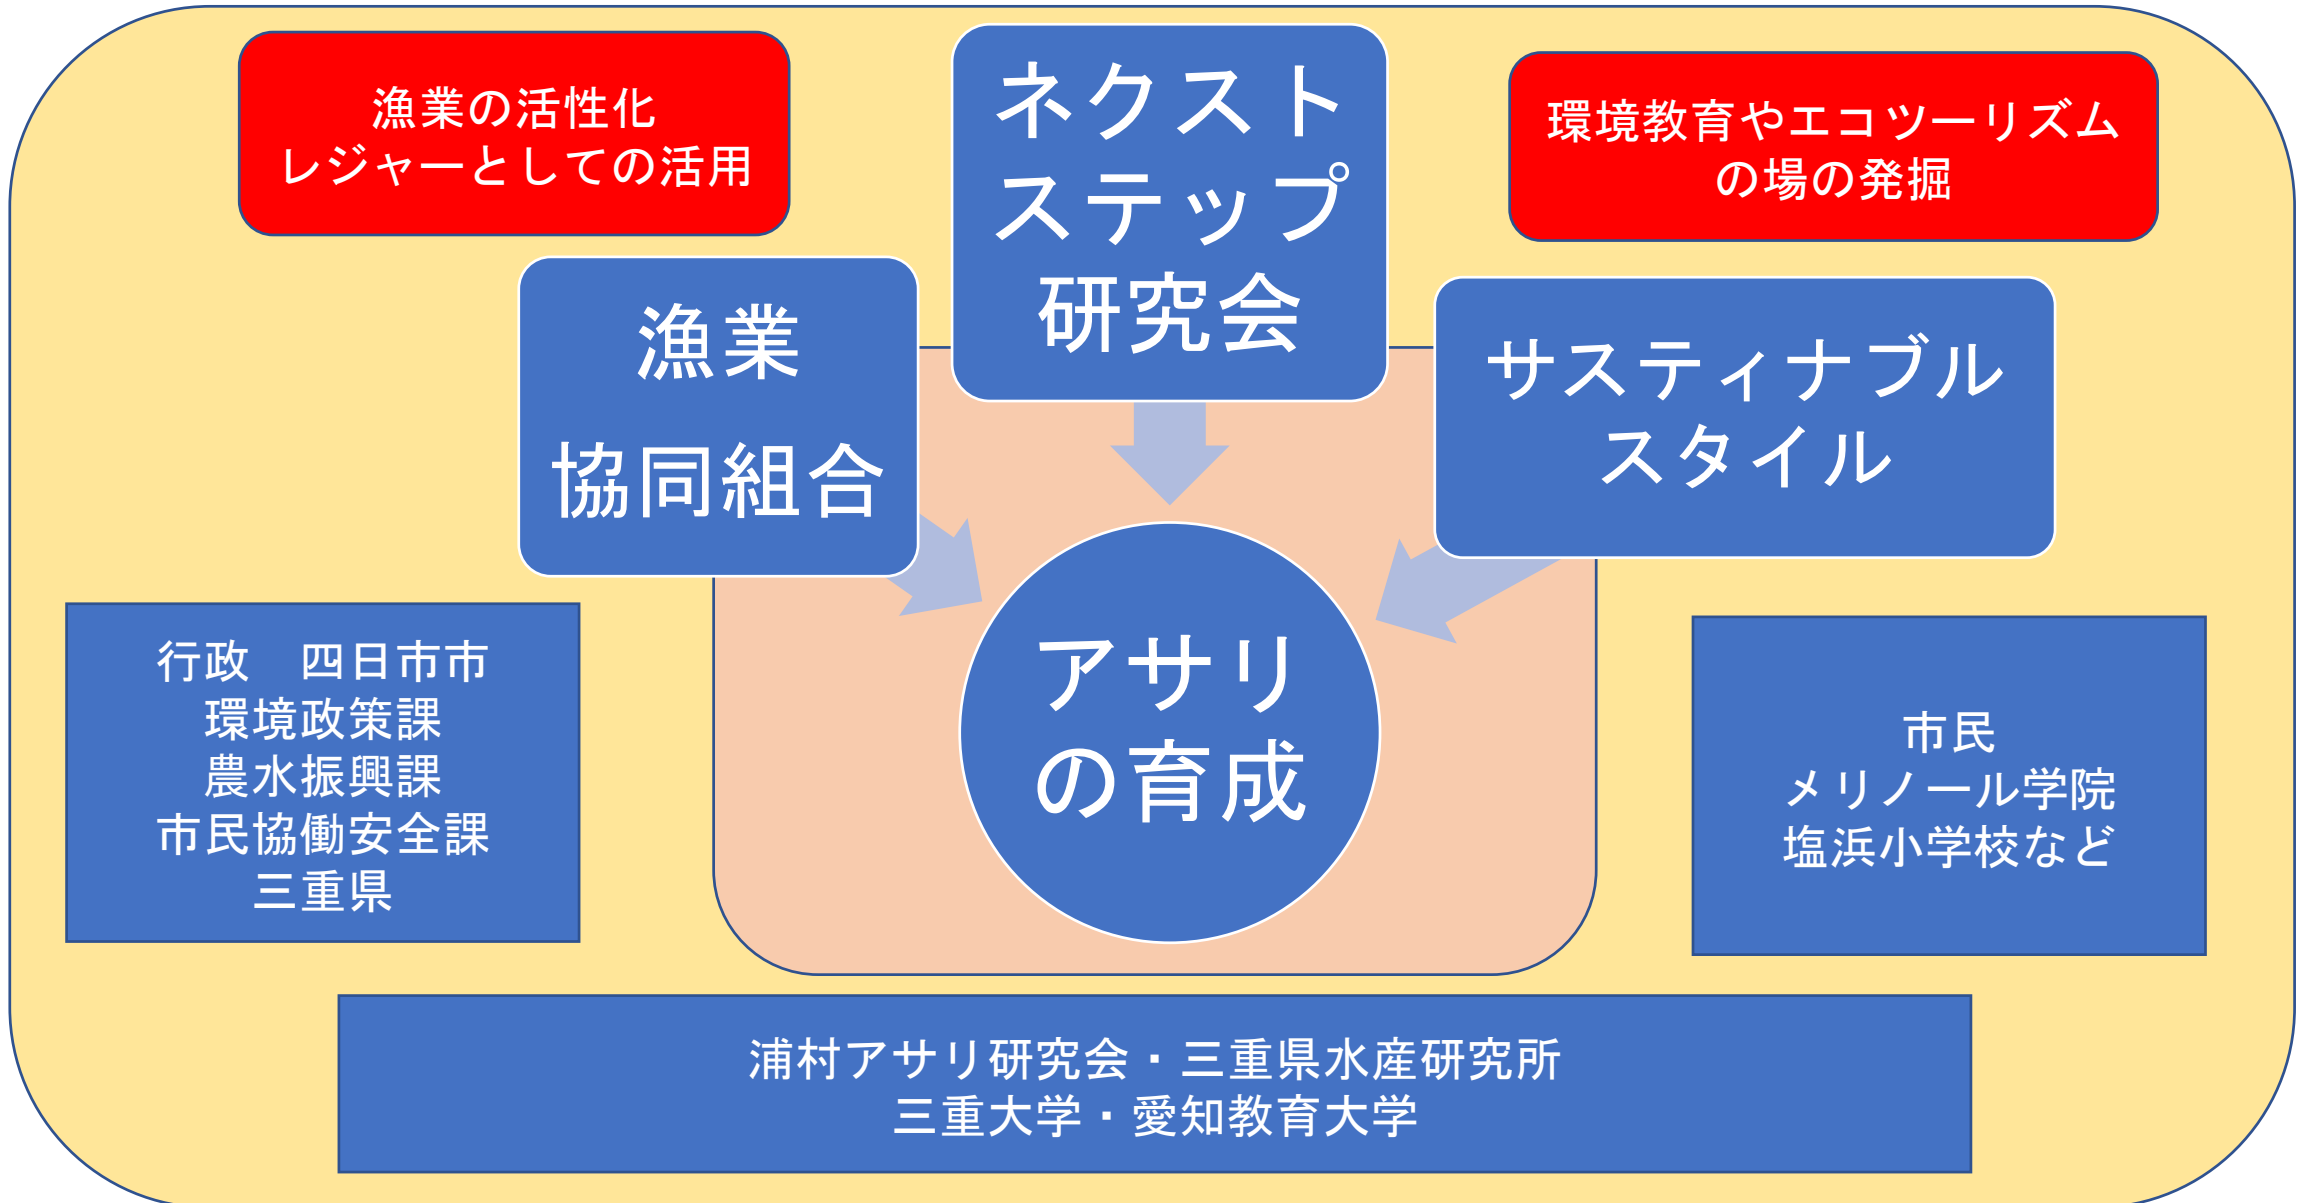 漁業の活性化
レジャーとしての活用
ネクスト
ステップ
研究会
環境教育やエコツーリズム
の場の発掘
漁業
協同組合
サスティナブル
スタイル
アサリ
の育成
行政　四日市市
環境政策課
農水振興課
市民協働安全課
三重県
市民
メリノール学院
塩浜小学校など
浦村アサリ研究会・三重県水産研究所
三重大学・愛知教育大学